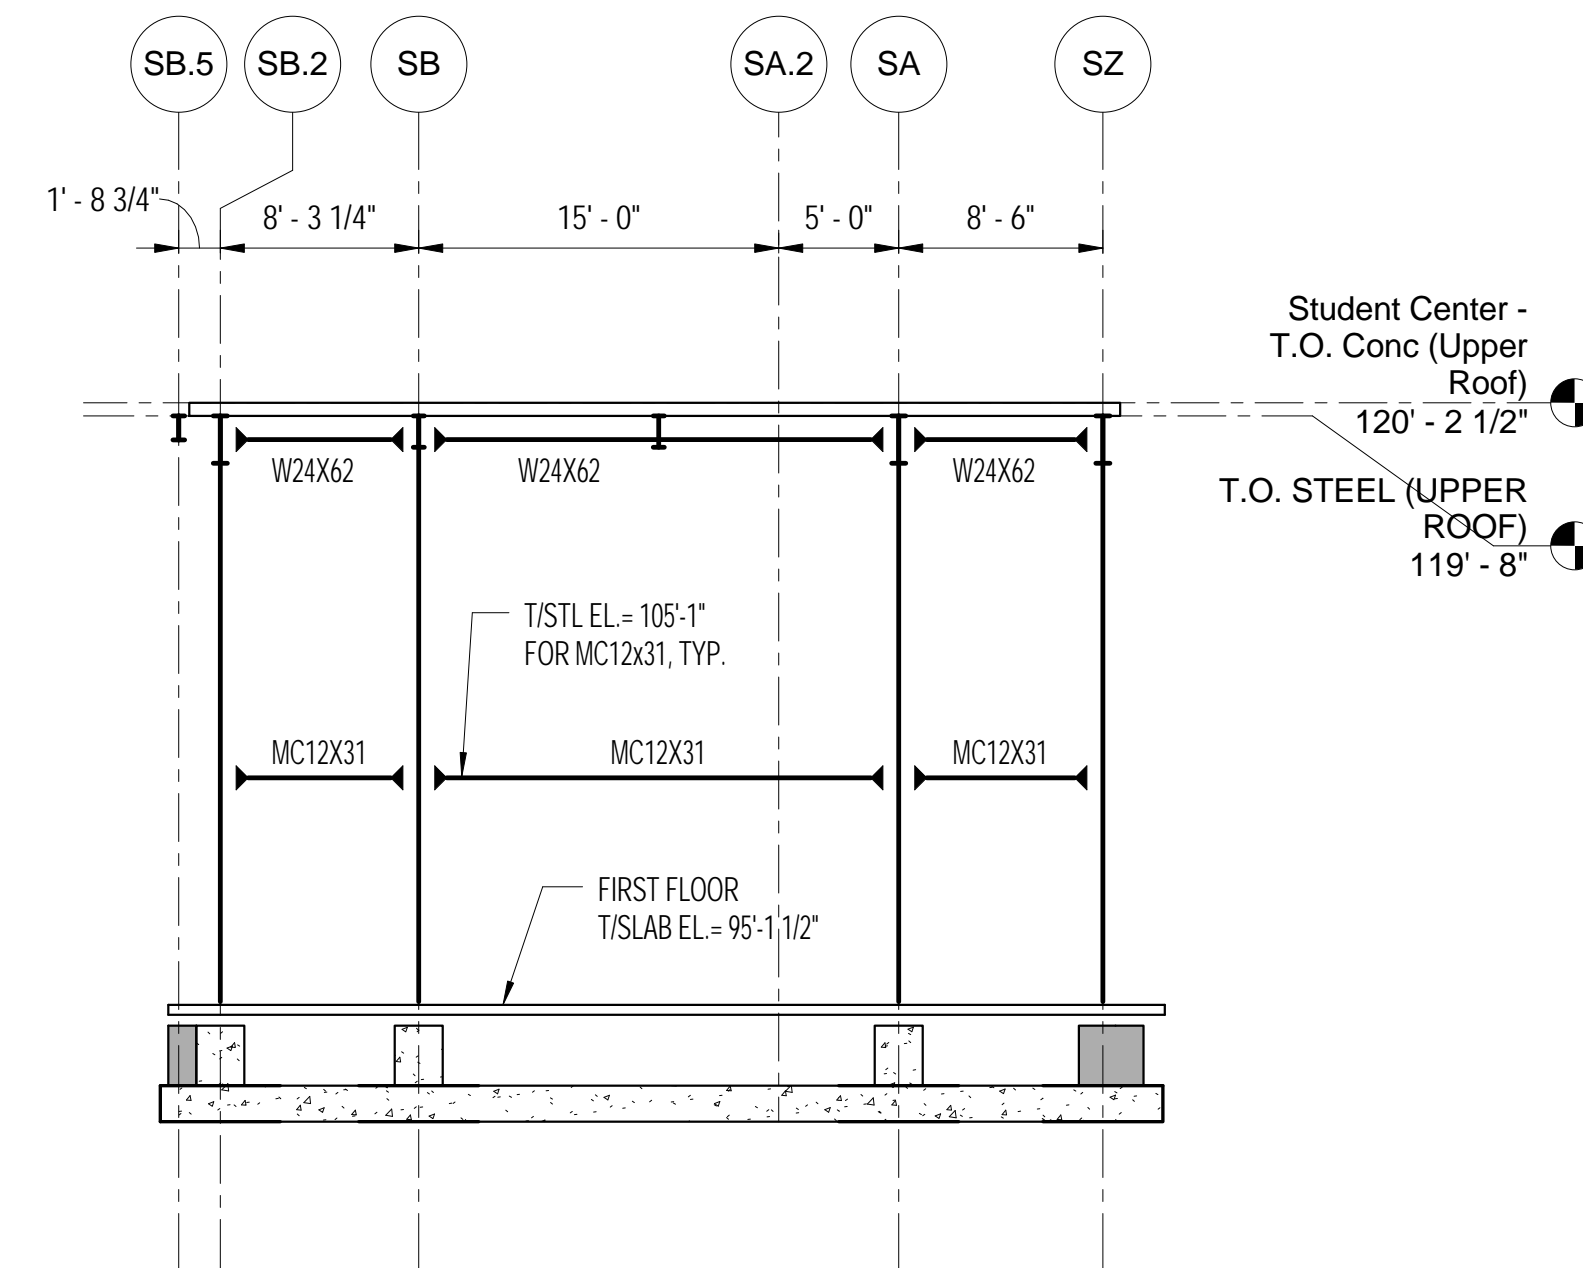 SB.5
SB.2
SB
SA.2
SA
SZ
1' - 8 3/4"
8' - 3 1/4"
15' - 0"
5' - 0"
8' - 6"
Student Center -
T.O. Conc (Upper
Roof)
120' - 2 1/2"
W24X62
W24X62
W24X62
T.O. STEEL (UPPER
ROOF)
119' - 8"
T/STL EL.= 105'-1"
FOR MC12x31, TYP.
MC12X31
MC12X31
MC12X31
FIRST FLOOR
T/SLAB EL.= 95'-1 1/2"